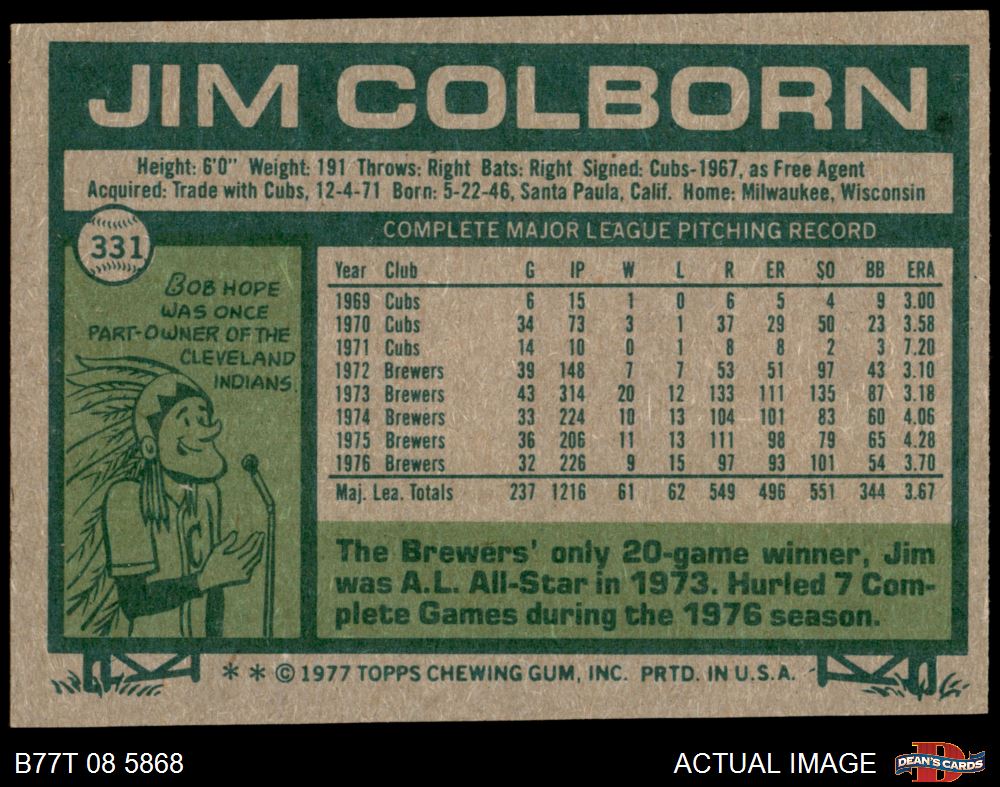 JIM COLBORN
Height: 6'0" Weight: 191 Throws: Right Bats: Right Signed: Cubs-1967, as Free Agent
Acquired: Trade with Cubs, 12-4-71 Born: 5-22-46, Santa Paula, Calif. Home: Milwaukee, Wisconsin
331
BOB HOPE
WAS ONCE
PART-OWNER OF THE
CLEVELAND
INDIANS.
C
COMPLETE MAJOR LEAGUE PITCHING RECORD
Year Club G IP W L R ER SO BB ERA
1969 Cubs 6 15 1 0 6 5 4 9 3.00
1970 Cubs 34 73 3 1 37 29 50 23 3.58
1971 Cubs 14 10 0 1 8 8 2 3 7.20
1972 Brewers 39 148 7 7 53 51 97 43 3.10
1973 Brewers 43 314 20 12 133 111 135 87 3.18
1974 Brewers 33 224 10 13 104 101 83 60 4.06
1975 Brewers 36 206 11 13 111 98 79 65 4.28
1976 Brewers 32 226 9 15 97 93 101 54 3.70
Maj. Lea. Totals 237 1216 61 62 549 496 551 344 3.67
The Brewers' only 20-game winner, Jim
was A.L. All-Star in 1973. Hurled 7 Com-
plete Games during the 1976 season.
* * © 1977 TOPPS CHEWING GUM, INC. PRTD. IN U.S.A.
B77T 08 5868
ACTUAL IMAGE
DEAN'S CARDS